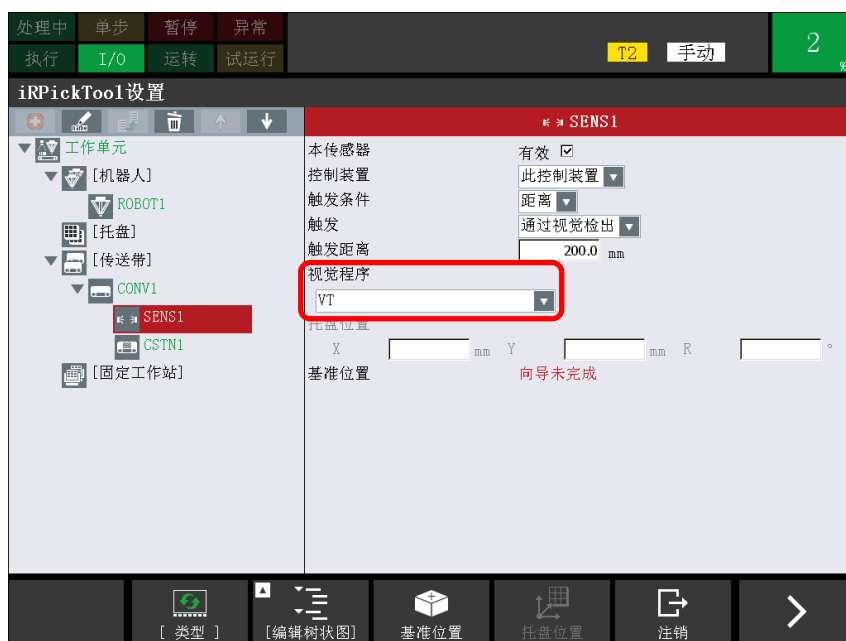 处理中 单步 暂停 异常
执行 I/O 运转 试运行 T2 手动 2 %
iRPickTool设置
SENS1
工作单元
[机器人]
ROBOT1
[托盘]
[传送带]
CONV1
SENS1
CSTN1
[固定工作站]
本传感器 有效
控制装置 此控制装置
触发条件 距离
触发 通过视觉检出
触发距离 200.0 mm
视觉程序
VT
托盘位置
X mm Y mm R °
基准位置 向导未完成
[ 类型 ] [编辑树状图] 基准位置 托盘位置 注销